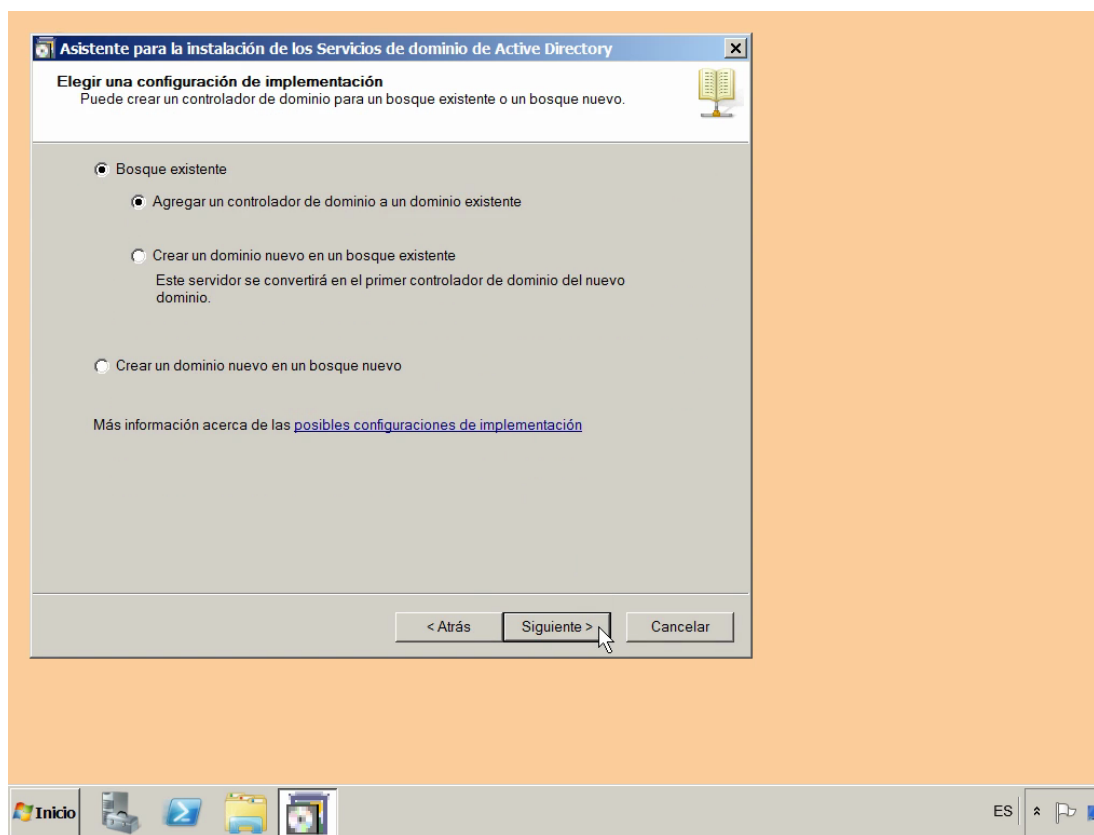 Asistente para la instalación de los Servicios de dominio de Active Directory
Elegir una configuración de implementación
Puede crear un controlador de dominio para un bosque existente o un bosque nuevo.
Bosque existente
Agregar un controlador de dominio a un dominio existente
Crear un dominio nuevo en un bosque existente
Este servidor se convertirá en el primer controlador de dominio del nuevo
dominio.
Crear un dominio nuevo en un bosque nuevo
Más información acerca de las posibles configuraciones de implementación
< Atrás
Siguiente >
Cancelar
Inicio
ES